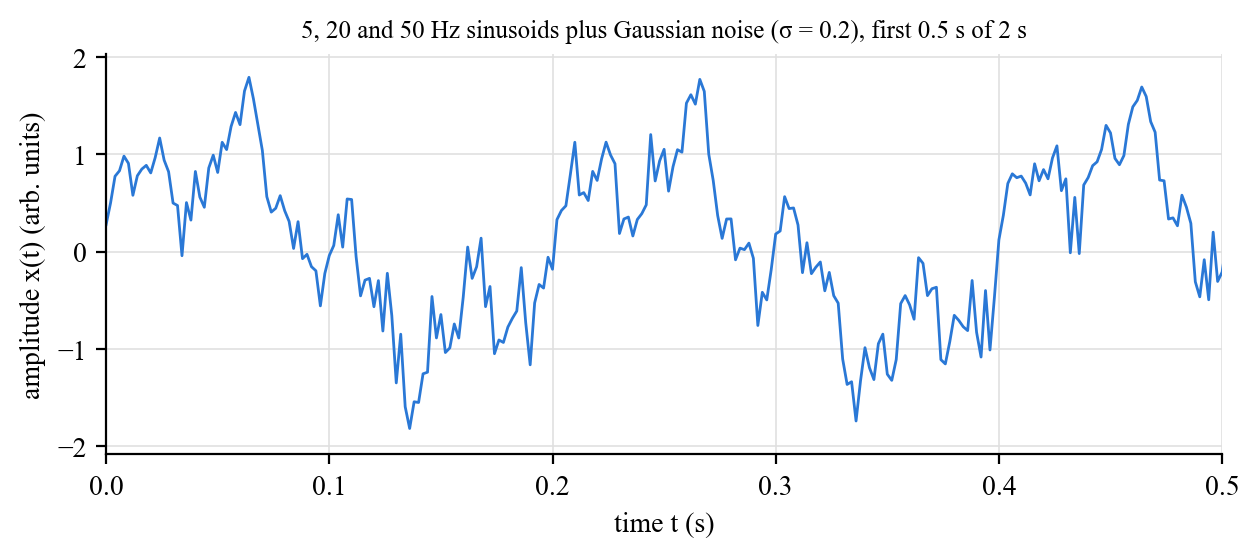 5, 20 and 50 Hz sinusoids plus Gaussian noise (σ = 0.2), first 0.5 s of 2 s
amplitude x(t) (arb. units)
2
1
0
−1
−2
0.0 0.1 0.2 0.3 0.4 0.5
time t (s)